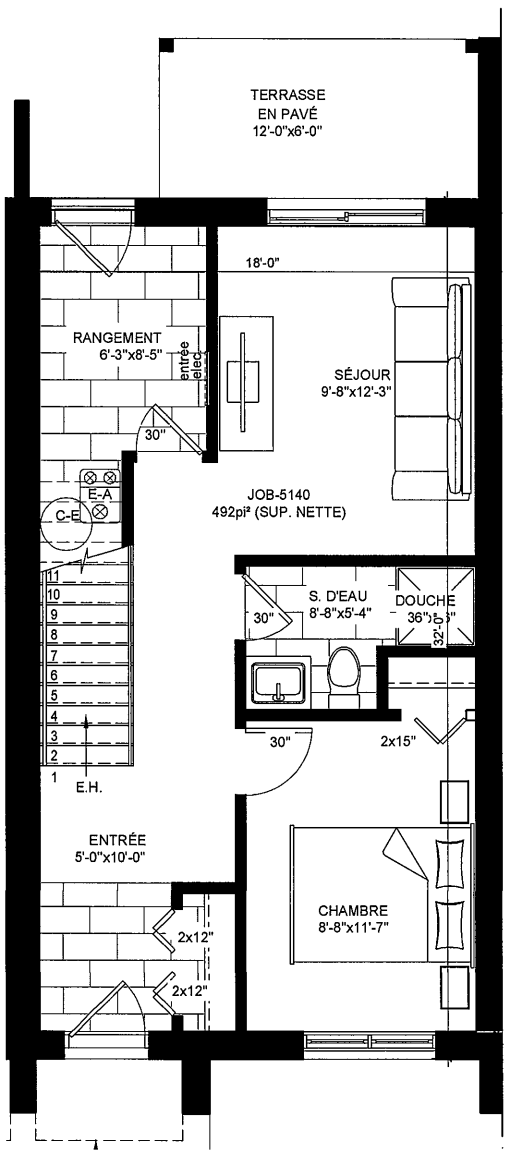 TERRASSE
EN PAVÉ
12'-0"x6'-0"
18'-0"
RANGEMENT
6'-3"x8'-5"
entrée
elec.
SÉJOUR
9'-8"x12'-3"
30"
E-A
C-E
JOB-5140
492pi² (SUP. NETTE)
S. D'EAU
8'-8"x5'-4"
DOUCHE
32'-0"
30"
11
10
9
8
7
6
5
4
3
2
1
E.H.
30"
2x15"
ENTRÉE
5'-0"x10'-0"
CHAMBRE
8'-8"x11'-7"
2x12"
2x12"